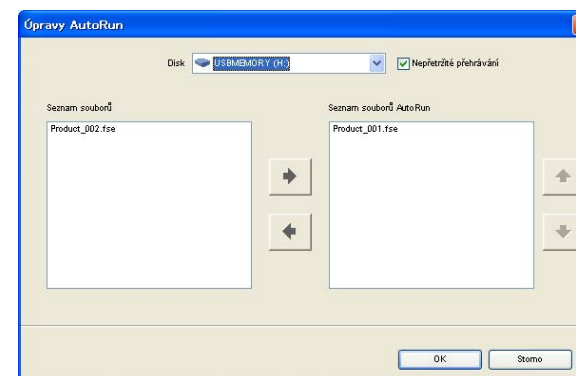 Úpravy AutoRun
Disk USBMEMORY (H:) Nepřetržité přehrávání
Seznam souborů
Product_002.fse
Seznam souborů AutoRun
Product_001.fse
OK Storno